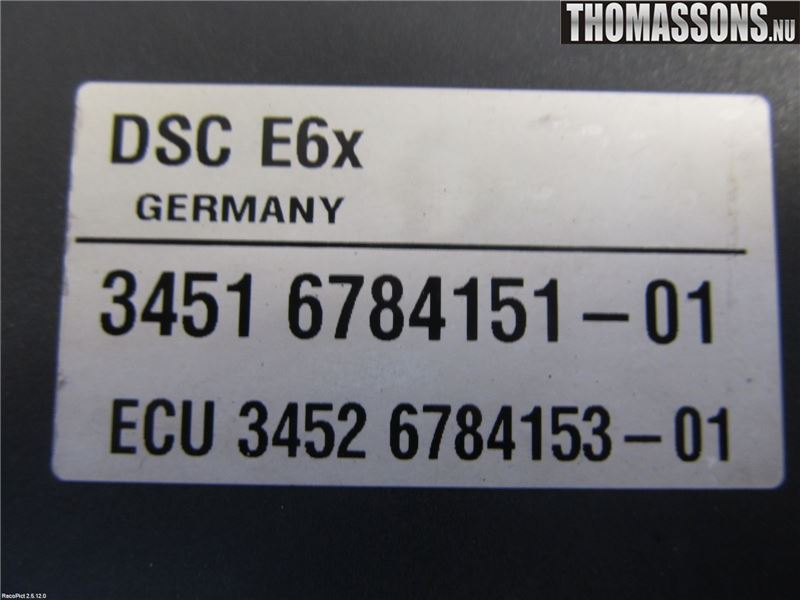 THOMASSONS.NU
DSC E6x
GERMANY
3451 6784151-01
ECU 3452 6784153-01
RecoPict 2.5.12.0